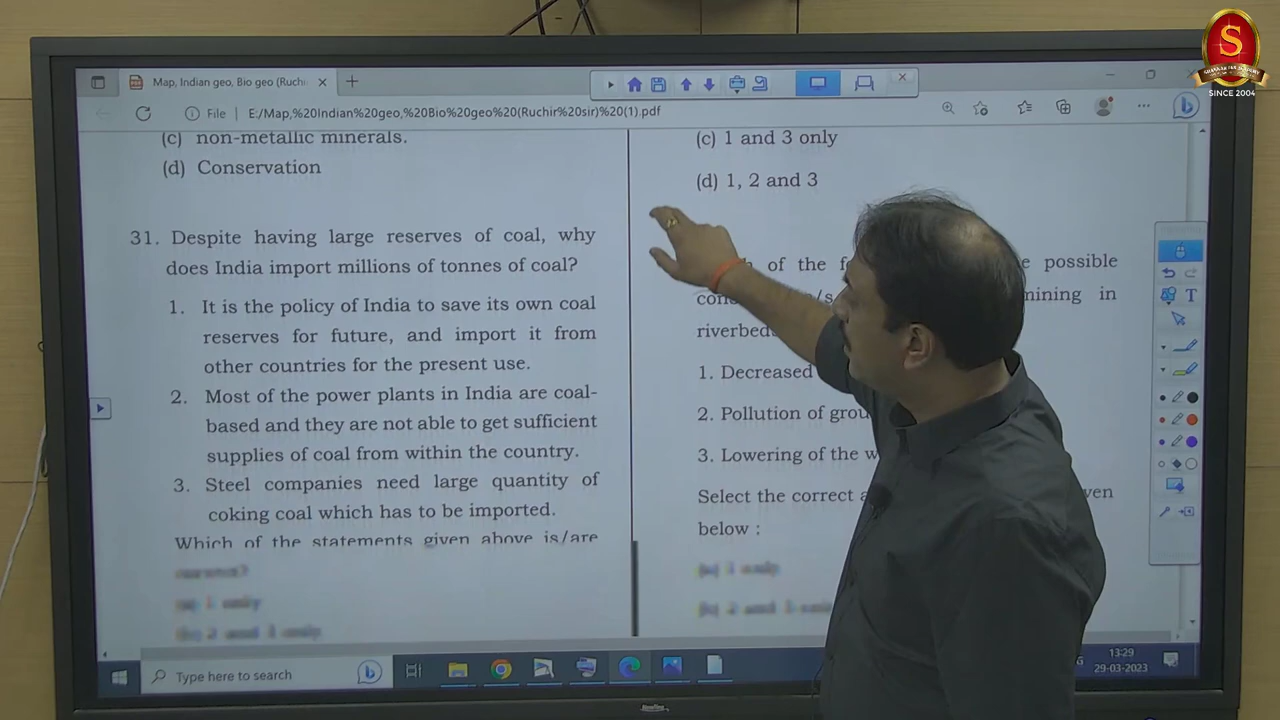 S
SINCE 2004
Map, Indian geo, Bio geo (Ruchi
File
E:/Map,%20Indian%20geo,%20Bio%20geo%20(Ruchir%20sir)%20(1).pdf
(c) non-metallic minerals.
(d) Conservation
31. Despite having large reserves of coal, why
does India import millions of tonnes of coal?
1. It is the policy of India to save its own coal
reserves for future, and import it from
other countries for the present use.
2. Most of the power plants in India are coal-
based and they are not able to get sufficient
supplies of coal from within the country.
3. Steel companies need large quantity of
coking coal which has to be imported.
Which of the statements given above is/are
(c) 1 and 3 only
(d) 1, 2 and 3
of the possible
mining in
1. Decreased
2. Pollution of
3. Lowering of the
Select the correct
below :
T
Type here to search
13:29
29-03-2023